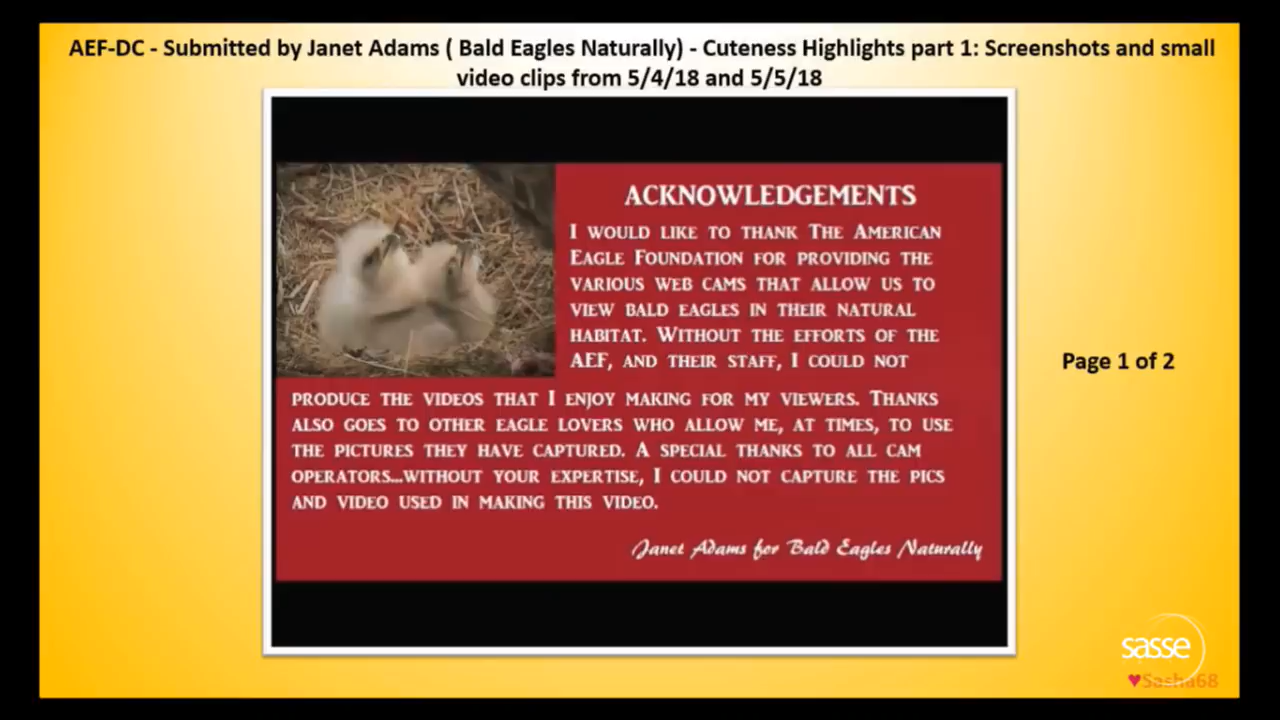 AEF-DC - Submitted by Janet Adams ( Bald Eagles Naturally) - Cuteness Highlights part 1: Screenshots and small
video clips from 5/4/18 and 5/5/18
ACKNOWLEDGEMENTS
I WOULD LIKE TO THANK THE AMERICAN
EAGLE FOUNDATION FOR PROVIDING THE
VARIOUS WEB CAMS THAT ALLOW US TO
VIEW BALD EAGLES IN THEIR NATURAL
HABITAT. WITHOUT THE EFFORTS OF THE
AEF, AND THEIR STAFF, I COULD NOT
PRODUCE THE VIDEOS THAT I ENJOY MAKING FOR MY VIEWERS. THANKS
ALSO GOES TO OTHER EAGLE LOVERS WHO ALLOW ME, AT TIMES, TO USE
THE PICTURES THEY HAVE CAPTURED. A SPECIAL THANKS TO ALL CAM
OPERATORS...WITHOUT YOUR EXPERTISE, I COULD NOT CAPTURE THE PICS
AND VIDEO USED IN MAKING THIS VIDEO.
Janet Adams for Bald Eagles Naturally
Page 1 of 2
sasse
♥Sasha68